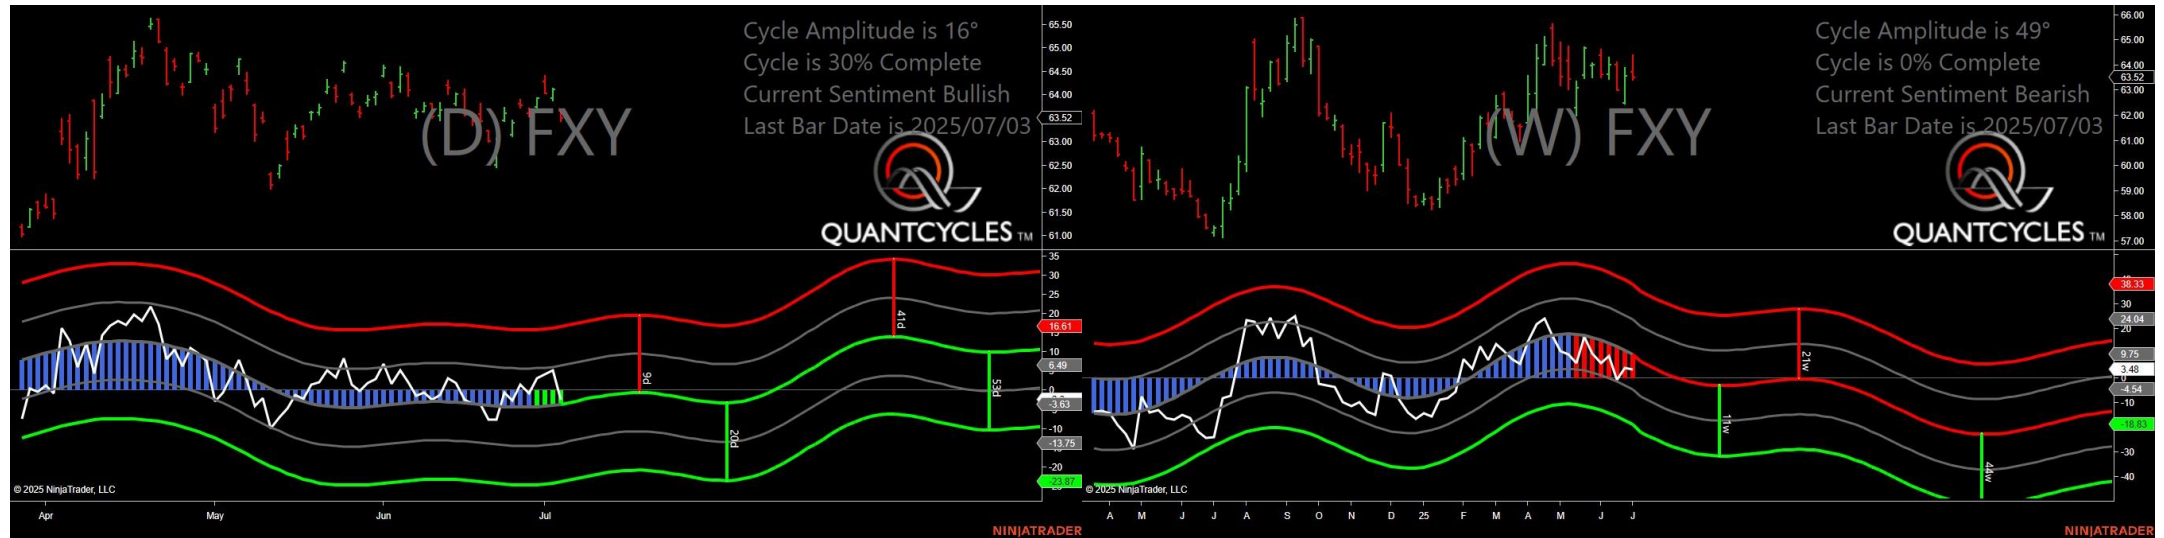 Cycle Amplitude is 16°
Cycle is 30% Complete
Current Sentiment Bullish
Last Bar Date is 2025/07/03
(D) FXY
QUANTCYCLES TM
65.50
65.00
64.50
64.00
63.52
63.00
62.50
62.00
61.50
61.00
35
30
25
20
16.61
10
6.49
0
-3.63
-10
-13.75
-20
-23.87
9d
20d
41d
53d
© 2025 NinjaTrader, LLC
Apr May Jun Jul
NINJATRADER
Cycle Amplitude is 49°
Cycle is 0% Complete
Current Sentiment Bearish
Last Bar Date is 2025/07/03
(W) FXY
QUANTCYCLES TM
66.00
65.00
64.00
63.52
63.00
62.00
61.00
60.00
59.00
58.00
57.00
38.33
30
24.04
20
9.75
3.48
0
-4.54
-10
-18.83
-30
-40
11w
21w
44w
© 2025 NinjaTrader, LLC
A M J J A S O N D 25 F M A M J J
NINJATRADER